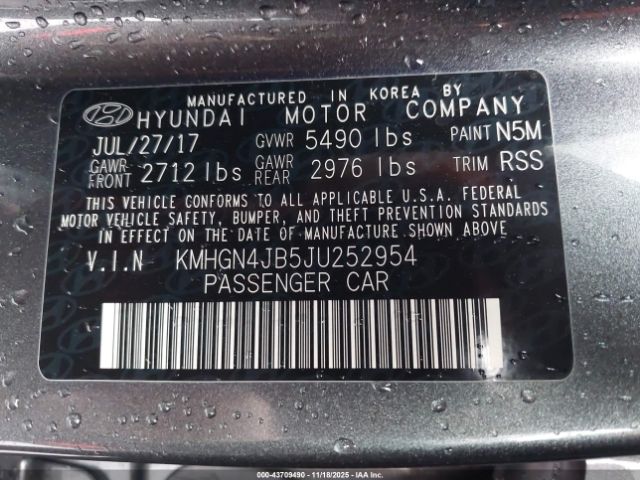 MANUFACTURED IN KOREA BY
HYUNDAI MOTOR COMPANY
JUL/27/17 GVWR 5490 lbs PAINT N5M
GAWR FRONT 2712 lbs GAWR REAR 2976 lbs TRIM RSS
THIS VEHICLE CONFORMS TO ALL APPLICABLE U.S.A. FEDERAL
MOTOR VEHICLE SAFETY, BUMPER, AND THEFT PREVENTION STANDARDS
IN EFFECT ON THE DATE OF MANUFACTURE SHOWN ABOVE.
V.I.N KMHGN4JB5JU252954
PASSENGER CAR
000-43709490 - 11/18/2025 - All rights reserved